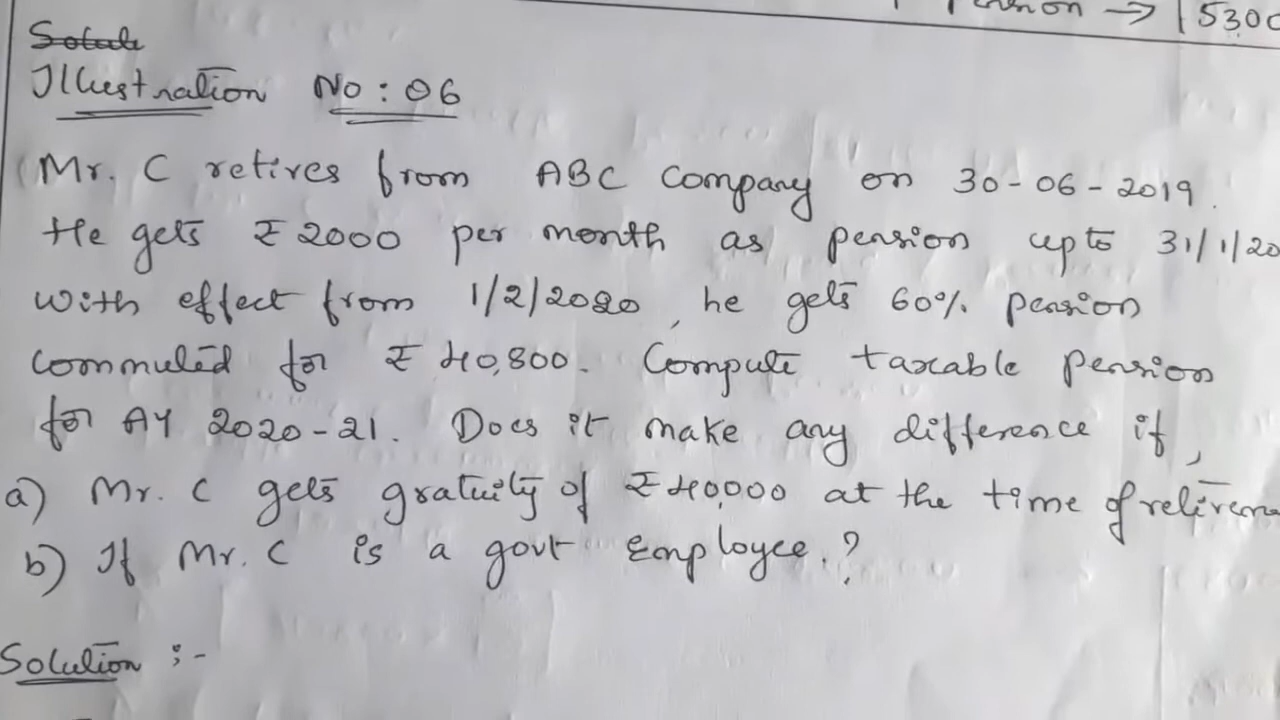 → 1530
Solute
Illustration No : 06
Mr. C retires from ABC Company on 30-06-2019.
He gets ₹ 2000 per month as pension upto 31/1/20
With effect from 1/2/2020, he gets 60% pension
commuted for ₹ 40,800. Compute taxable pension
for AY 2020-21. Does it make any difference if,
a) Mr. C gets gratuity of ₹ 40,000 at the time of retireme
b) If Mr. C is a govt Employee.?
Solution :-